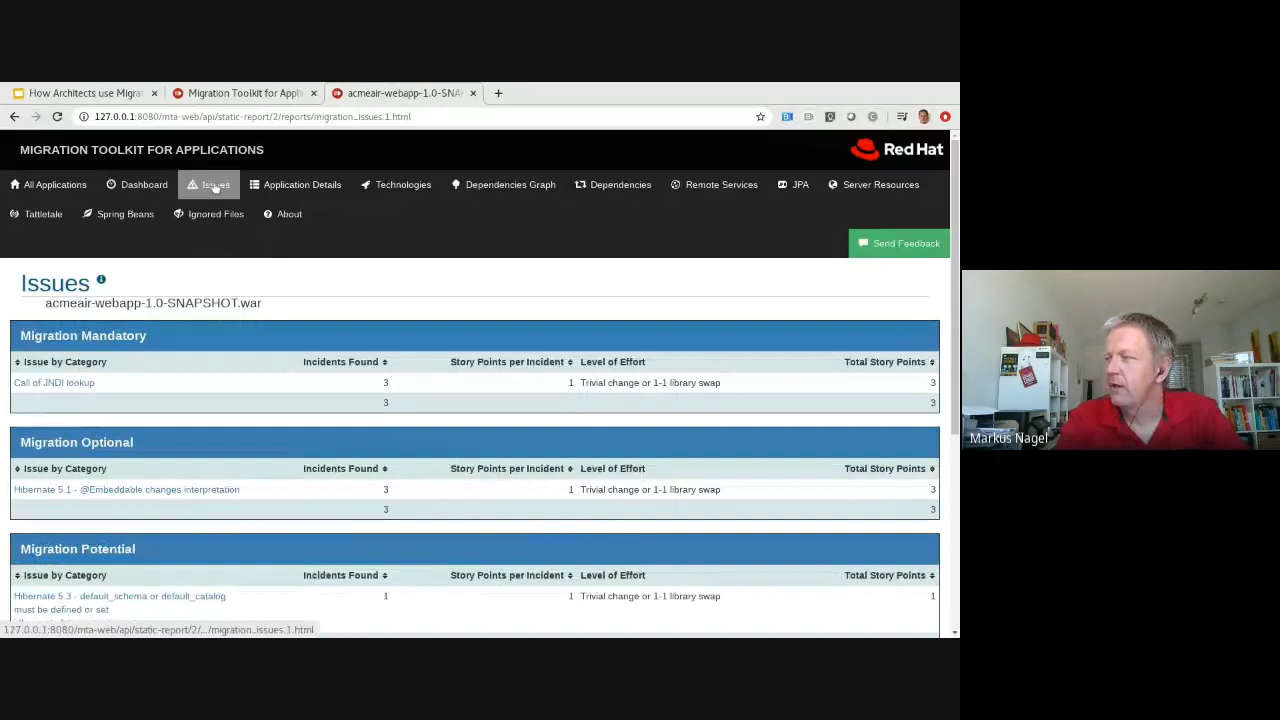 How Architects use Migrat
Migration Toolkit for Appli
acmeair-webapp-1.0-SNA
127.0.0.1:8080/mta-web/api/static-report/2/reports/migration_issues.1.html
MIGRATION TOOLKIT FOR APPLICATIONS
Red Hat
All Applications Dashboard Issues Application Details Technologies Dependencies Graph Dependencies Remote Services JPA Server Resources
Tattletale Spring Beans Ignored Files About
Send Feedback
Issues
acmeair-webapp-1.0-SNAPSHOT.war
Migration Mandatory
Issue by Category Incidents Found Story Points per Incident Level of Effort Total Story Points
Call of JNDI lookup 3 1 Trivial change or 1-1 library swap 3
3 3
Migration Optional
Issue by Category Incidents Found Story Points per Incident Level of Effort Total Story Points
Hibernate 5.1 - @Embeddable changes interpretation 3 1 Trivial change or 1-1 library swap 3
3 3
Migration Potential
Issue by Category Incidents Found Story Points per Incident Level of Effort Total Story Points
Hibernate 5.3 - default_schema or default_catalog 1 1 Trivial change or 1-1 library swap 1
must be defined or set
127.0.0.1:8080/mta-web/api/static-report/2/.../migration_issues.1.html
Markus Nagel